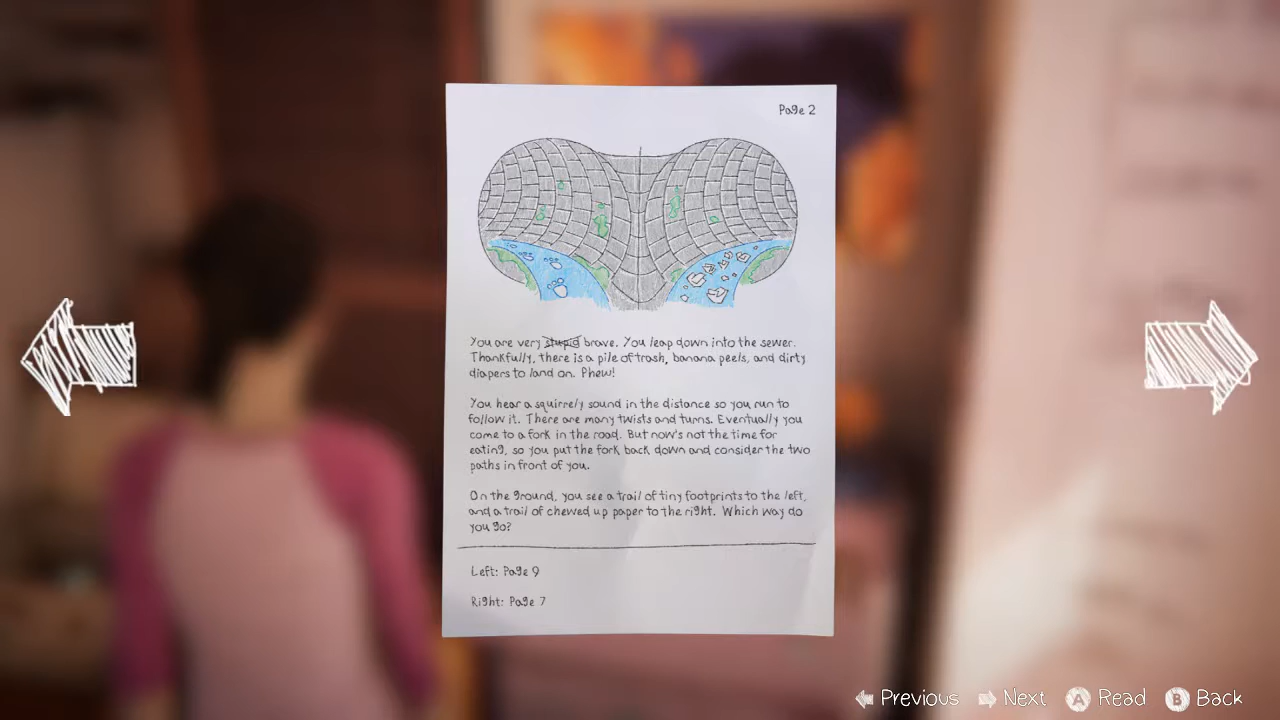 Page 2
You are very stupid brave. You leap down into the sewer.
Thankfully, there is a pile of trash, banana peels, and dirty
diapers to land on. Phew!
You hear a squirrely sound in the distance so you run to
follow it. There are many twists and turns. Eventually you
come to a fork in the road. But now's not the time for
eating, so you put the fork back down and consider the two
paths in front of you.
On the ground, you see a trail of tiny footprints to the left,
and a trail of chewed up paper to the right. Which way do
you go?
Left: Page 9
Right: Page 7
Previous Next A Read B Back